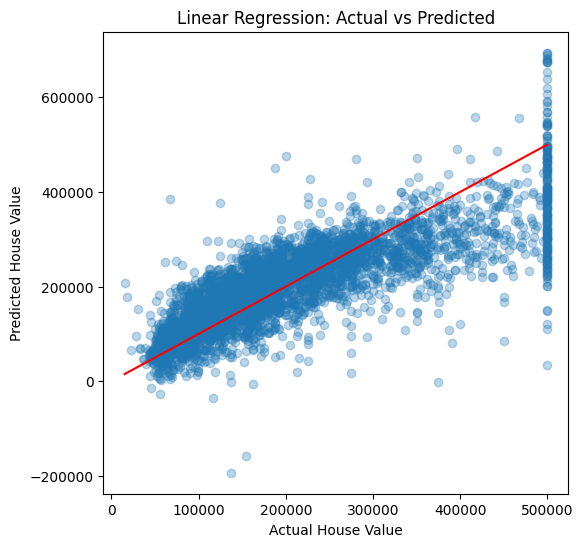 Linear Regression: Actual vs Predicted
Predicted House Value
600000
400000
200000
0
−200000
0 100000 200000 300000 400000 500000
Actual House Value